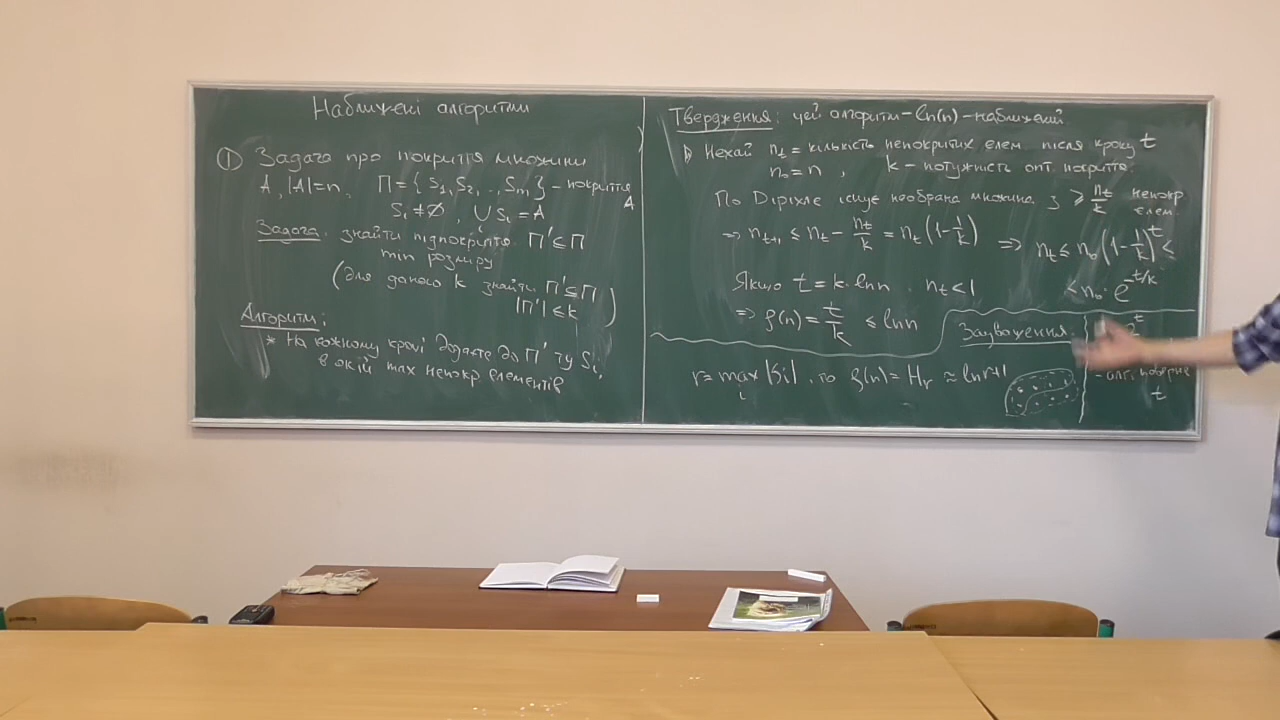 Наближені алгоритми
① Задача про покриття множини
A, |A|=n, Π={S₁,S₂,...,Sₘ} – покриття A
Sᵢ≠∅, ∪Sᵢ=A
i
Задача: знайти підпокриття Π'⊆Π
min розміру
(для даного k знайти Π'⊆Π
|Π'|≤k)
Алгоритм:
* На кожному кроці додаємо до Π' ту Sᵢ,
в якій max непокр елементів
Твердження: цей алгоритм – ln(n)-наближений
Нехай nₜ = кількість непокритих елем після кроку t
n₀=n, k – потужність опт. покриття.
По Діріхле існує необрана множина з ≥ nₜ/k непокр елем.
⇒ nₜ₊₁ ≤ nₜ - nₜ/k = nₜ(1-1/k) ⇒ nₜ ≤ n₀(1-1/k)ᵗ ≤
< n₀·e^(-t/k)
Якщо t=k·ln n nₜ<1
⇒ ρ(n)= t/k ≤ ln n
Зауваження:
r=max |Sᵢ|, то ρ(n)=Hᵣ≈ln r+1
i
t
t